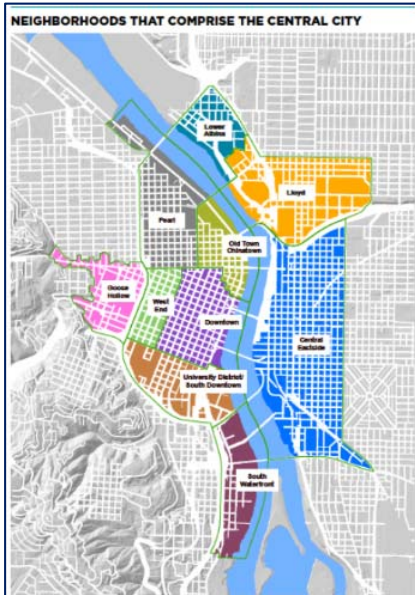 NEIGHBORHOODS THAT COMPRISE THE CENTRAL CITY
Lower
Albina
Lloyd
Pearl
Old Town
Chinatown
Goose
Hollow
West
End
Downtown
Central
Eastside
University District/
South Downtown
South
Waterfront